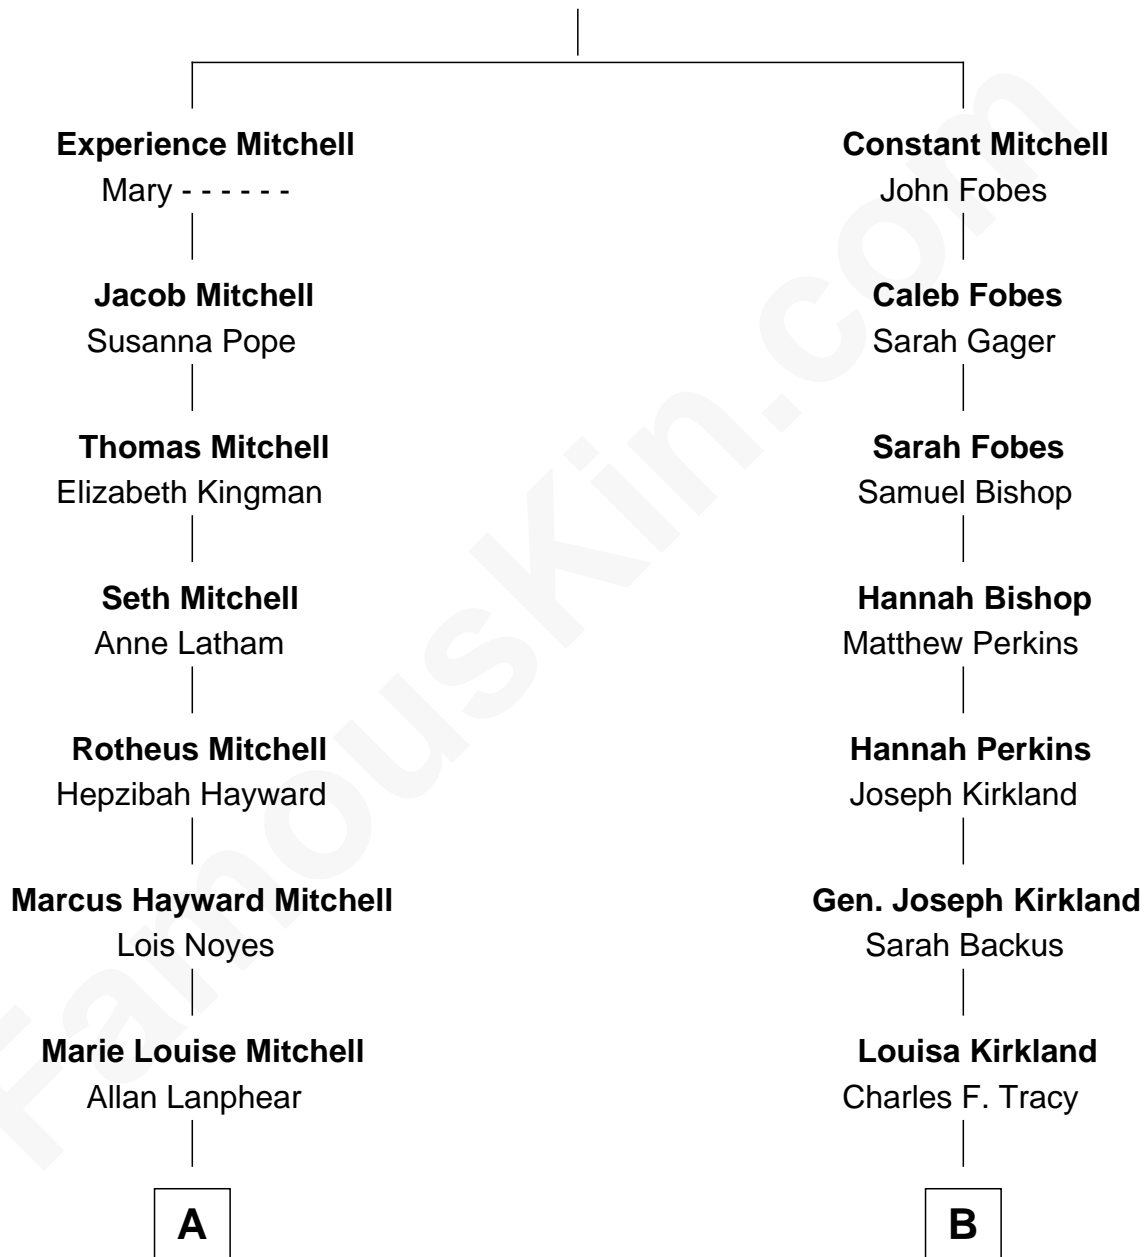 Experience Mitchell
Mary - - - - - -
Jacob Mitchell
Susanna Pope
Thomas Mitchell
Elizabeth Kingman
Seth Mitchell
Anne Latham
Rotheus Mitchell
Hepzibah Hayward
Marcus Hayward Mitchell
Lois Noyes
Marie Louise Mitchell
Allan Lanphear
A
Constant Mitchell
John Fobes
Caleb Fobes
Sarah Gager
Sarah Fobes
Samuel Bishop
Hannah Bishop
Matthew Perkins
Hannah Perkins
Joseph Kirkland
Gen. Joseph Kirkland
Sarah Backus
Louisa Kirkland
Charles F. Tracy
B
FamousKin.com